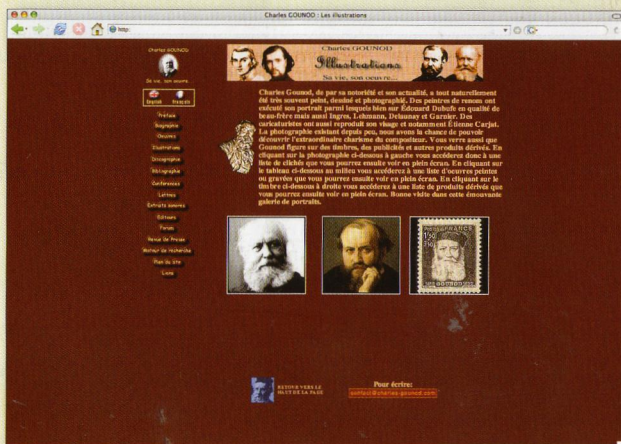 Charles GOUNOD : Les illustrations
http:
Charles GOUNOD
Sa vie, son œuvre...
English Français
Préface
Biographie
Oeuvres
Illustrations
Discographie
Bibliographie
Conférences
Lettres
Extraits sonores
Editeurs
Forum
Revue De Presse
Moteur de recherche
Plan du Site
Liens
Charles GOUNOD
Illustrations
Sa vie, son oeuvre...
Charles Gounod, de par sa notoriété et son actualité, a tout naturellement
été très souvent peint, dessiné et photographié. Des peintres de renom ont
exécuté son portrait parmi lesquels bien sur Édouard Dubufe en qualité de
beau-frère mais aussi Ingres, Lehmann, Delaunay et Garnier. Des
caricaturistes ont aussi reproduit son visage et notamment Étienne Carjat.
La photographie existant depuis peu, nous avons la chance de pouvoir
découvrir l'extraordinaire charisme du compositeur. Vous verrez aussi que
Gounod figure sur des timbres, des publicités et autres produits dérivés. En
cliquant sur la photographie ci-dessous à gauche vous accéderez donc à une
liste de clichés que vous pourrez ensuite voir en plein écran. En cliquant sur
le tableau ci-dessous au milieu vous accéderez à une liste d'oeuvres peintes
ou gravées que vous pourrez ensuite voir en plein écran. En cliquant sur le
timbre ci-dessous à droite vous accéderez à une liste de produits dérivés que
vous pourrez ensuite voir en plein écran. Bonne visite dans cette émouvante
galerie de portraits.
FRANCE
GOUNOD
RETOUR VERS LE
HAUT DE LA PAGE
Pour écrire:
contact@charles-gounod.com